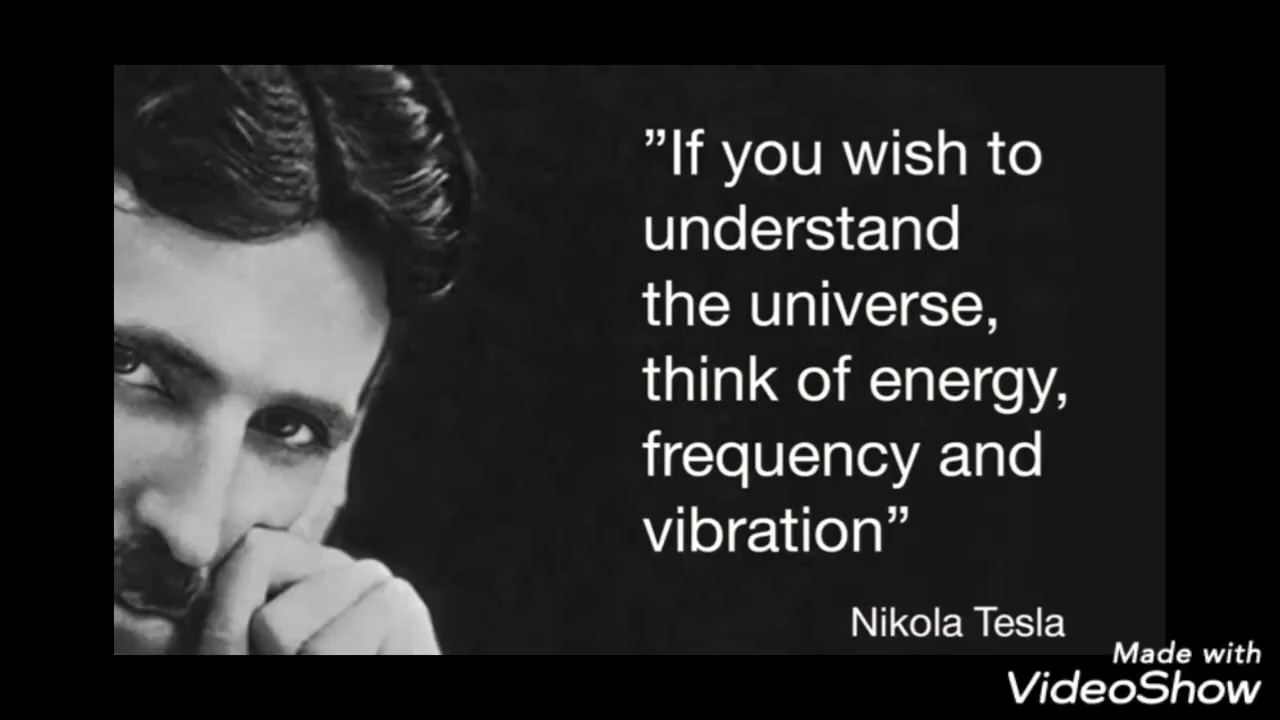 ”If you wish to
understand
the universe,
think of energy,
frequency and
vibration”
Nikola Tesla
Made with
VideoShow